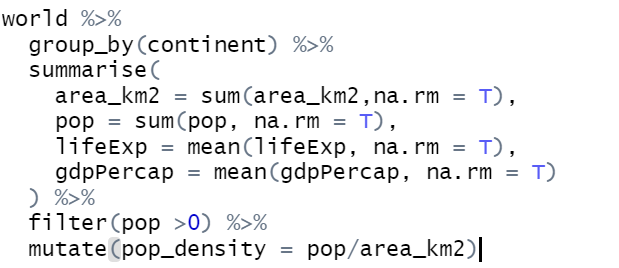 world %>%
  group_by(continent) %>%
  summarise(
    area_km2 = sum(area_km2,na.rm = T),
    pop = sum(pop, na.rm = T),
    lifeExp = mean(lifeExp, na.rm = T),
    gdpPercap = mean(gdpPercap, na.rm = T)
  ) %>%
  filter(pop >0) %>%
  mutate(pop_density = pop/area_km2)